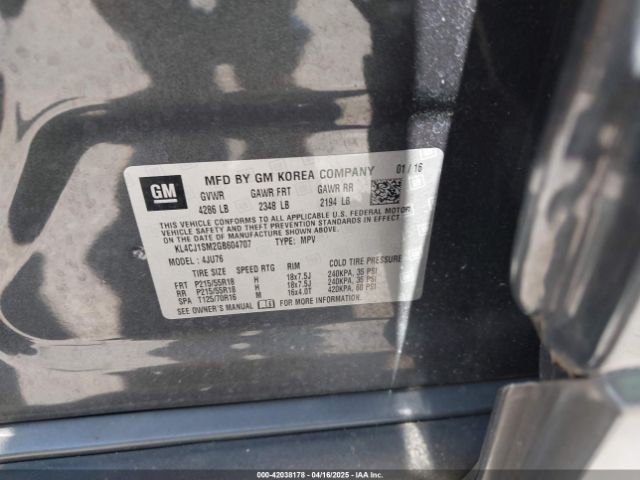 GM
MFD BY GM KOREA COMPANY 01 / 16
GVWR GAWR FRT GAWR RR
4286 LB 2348 LB 2194 LB
THIS VEHICLE CONFORMS TO ALL APPLICABLE U.S. FEDERAL MOTOR
VEHICLE SAFETY AND THEFT PREVENTION STANDARDS IN EFFECT
ON THE DATE OF MANUFACTURE SHOWN ABOVE.
KL4CJ1SM2GB604707 TYPE: MPV
MODEL: 4JU76
TIRE SIZE SPEED RTG RIM COLD TIRE PRESSURE
FRT P215/55R18 H 18x7.5J 240KPA, 35 PSI
RR P215/55R18 H 18x7.5J 240KPA, 35 PSI
SPA T125/70R16 M 16x4.0T 420KPA, 60 PSI
SEE OWNER'S MANUAL FOR MORE INFORMATION.
000-42038178 - 04/16/2025 - IAAI.COM